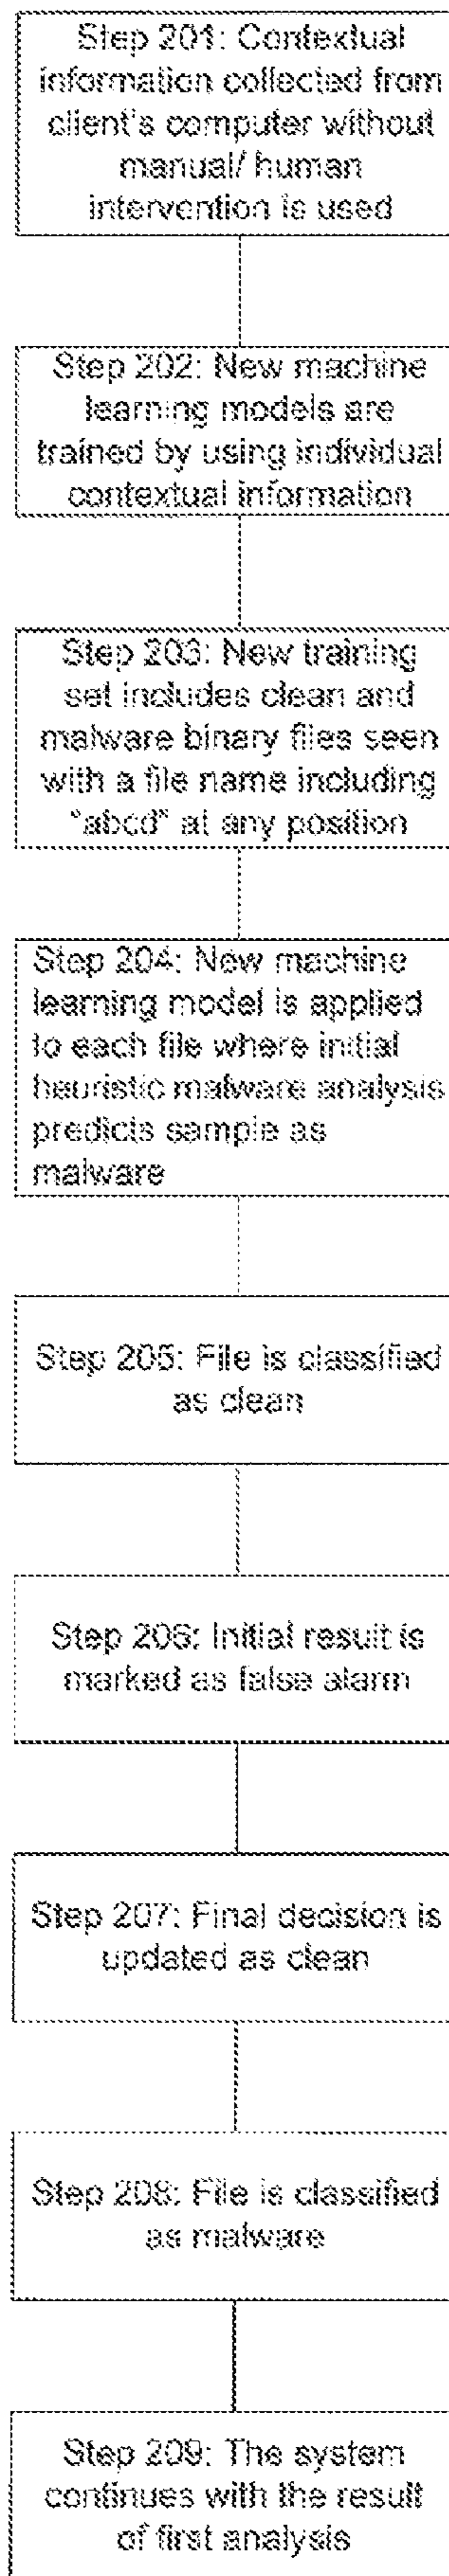 Step 201: Contextual
information collected from
client's computer without
manual/ human
intervention is used
Step 202: New machine
learning models are
trained by using individual
contextual information
Step 203: New training
set includes clean and
malware binary files seen
with a file name including
"abcd" at any position
Step 204: New machine
learning model is applied
to each file where initial
heuristic malware analysis
predicts sample as
malware
Step 205: File is classified
as clean
Step 206: Initial result is
marked as false alarm
Step 207: Final decision is
updated as clean
Step 208: File is classified
as malware
Step 209: The system
continues with the result
of first analysis